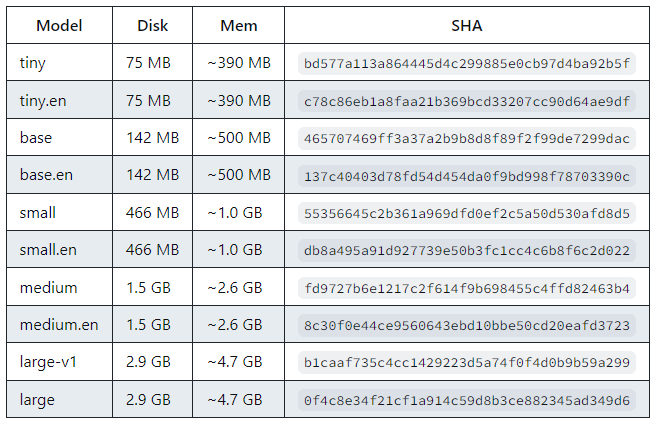 Model Disk Mem SHA
tiny 75 MB ~390 MB bd577a113a864445d4c299885e0cb97d4ba92b5f
tiny.en 75 MB ~390 MB c78c86eb1a8faa21b369bcd33207cc90d64ae9df
base 142 MB ~500 MB 465707469ff3a37a2b9b8d8f89f2f99de7299dac
base.en 142 MB ~500 MB 137c40403d78fd54d454da0f9bd998f78703390c
small 466 MB ~1.0 GB 55356645c2b361a969dfd0ef2c5a50d530afd8d5
small.en 466 MB ~1.0 GB db8a495a91d927739e50b3fc1cc4c6b8f6c2d022
medium 1.5 GB ~2.6 GB fd9727b6e1217c2f614f9b698455c4ffd82463b4
medium.en 1.5 GB ~2.6 GB 8c30f0e44ce9560643ebd10bbe50cd20eafd3723
large-v1 2.9 GB ~4.7 GB b1caaf735c4cc1429223d5a74f0f4d0b9b59a299
large 2.9 GB ~4.7 GB 0f4c8e34f21cf1a914c59d8b3ce882345ad349d6